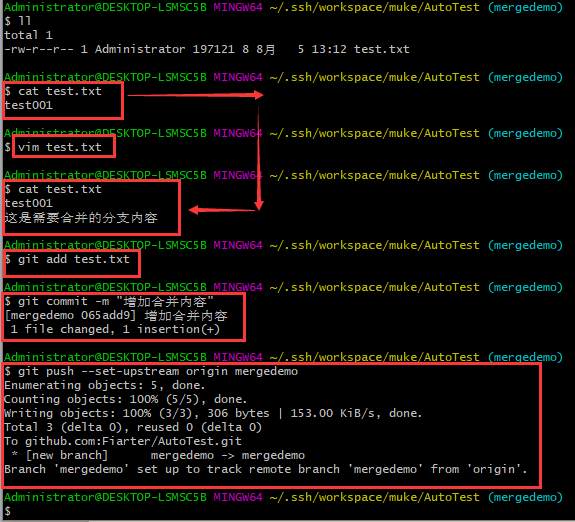 Administrator@DESKTOP-LSMSC5B MINGW64 ~/.ssh/workspace/muke/AutoTest (mergedemo)
$ ll
total 1
-rw-r--r-- 1 Administrator 197121 8 8月   5 13:12 test.txt
Administrator@DESKTOP-LSMSC5B MINGW64 ~/.ssh/workspace/muke/AutoTest (mergedemo)
$ cat test.txt
test001
Administrator@DESKTOP-LSMSC5B MINGW64 ~/.ssh/workspace/muke/AutoTest (mergedemo)
$ vim test.txt
Administrator@DESKTOP-LSMSC5B MINGW64 ~/.ssh/workspace/muke/AutoTest (mergedemo)
$ cat test.txt
test001
这是需要合并的分支内容
Administrator@DESKTOP-LSMSC5B MINGW64 ~/.ssh/workspace/muke/AutoTest (mergedemo)
$ git add test.txt
Administrator@DESKTOP-LSMSC5B MINGW64 ~/.ssh/workspace/muke/AutoTest (mergedemo)
$ git commit -m "增加合并内容"
[mergedemo 065add9] 增加合并内容
 1 file changed, 1 insertion(+)
Administrator@DESKTOP-LSMSC5B MINGW64 ~/.ssh/workspace/muke/AutoTest (mergedemo)
$ git push --set-upstream origin mergedemo
Enumerating objects: 5, done.
Counting objects: 100% (5/5), done.
Writing objects: 100% (3/3), 306 bytes | 153.00 KiB/s, done.
Total 3 (delta 0), reused 0 (delta 0)
To github.com:Fiarter/AutoTest.git
 * [new branch]      mergedemo -> mergedemo
Branch 'mergedemo' set up to track remote branch 'mergedemo' from 'origin'.
Administrator@DESKTOP-LSMSC5B MINGW64 ~/.ssh/workspace/muke/AutoTest (mergedemo)
$